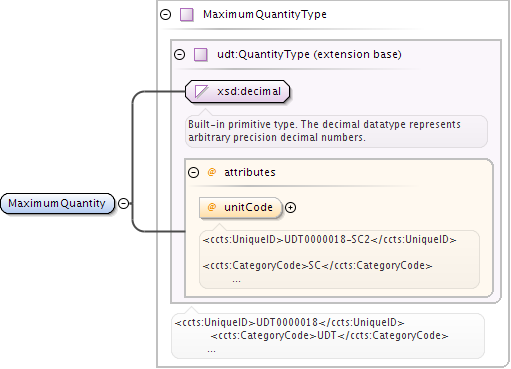 MaximumQuantityType
udt:QuantityType (extension base)
xsd:decimal
Built-in primitive type. The decimal datatype represents
arbitrary precision decimal numbers.
@ attributes
MaximumQuantity
@ unitCode
<ccts:UniqueID>UDT0000018-SC2</ccts:UniqueID>
<ccts:CategoryCode>SC</ccts:CategoryCode>
...
<ccts:UniqueID>UDT0000018</ccts:UniqueID>
<ccts:CategoryCode>UDT</ccts:CategoryCode>
...